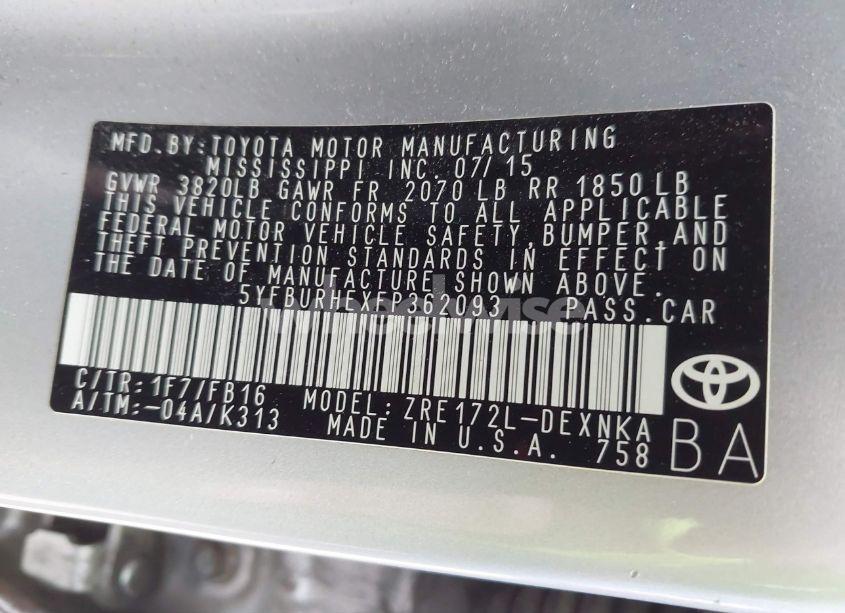 MFD. BY: TOYOTA MOTOR MANUFACTURING
MISSISSIPPI INC. 07/15
GVWR 3820LB GAWR FR 2070 LB RR 1850 LB
THIS VEHICLE CONFORMS TO ALL APPLICABLE
FEDERAL MOTOR VEHICLE SAFETY, BUMPER, AND
THEFT PREVENTION STANDARDS IN EFFECT ON
THE DATE OF MANUFACTURE SHOWN ABOVE.
5YFBURHEXFP362093 PASS.CAR
C/TR: 1F7/FB16 MODEL: ZRE172L-DEXNKA
A/TM:-04A/K313 MADE IN U.S.A. 758
BA